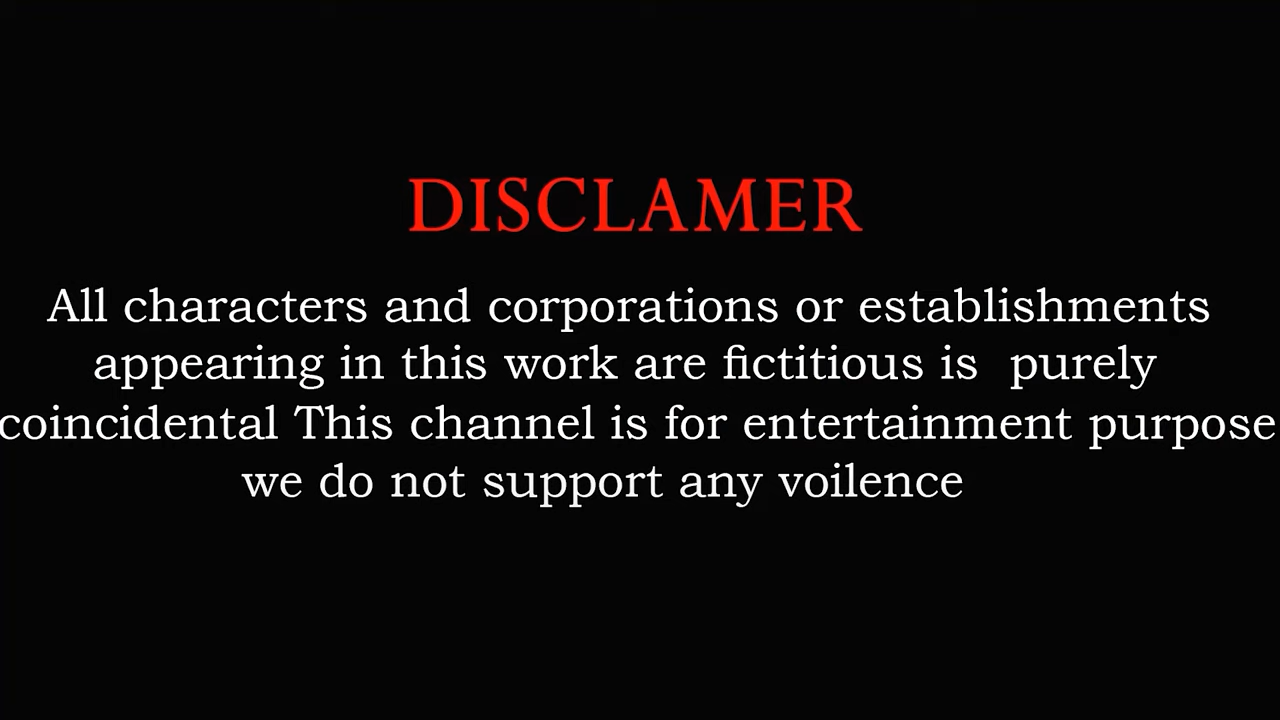 DISCLAMER
All characters and corporations or establishments
appearing in this work are fictitious is  purely
coincidental This channel is for entertainment purpose
we do not support any voilence